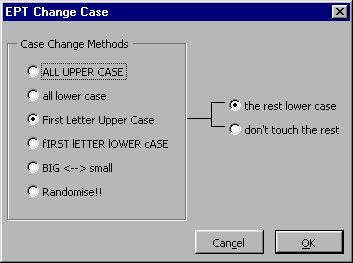 EPT Change Case
Case Change Methods
ALL UPPER CASE
all lower case
First Letter Upper Case
fIRST lETTER lOWER cASE
BIG <--> small
Randomise!!
the rest lower case
don't touch the rest
Cancel
OK